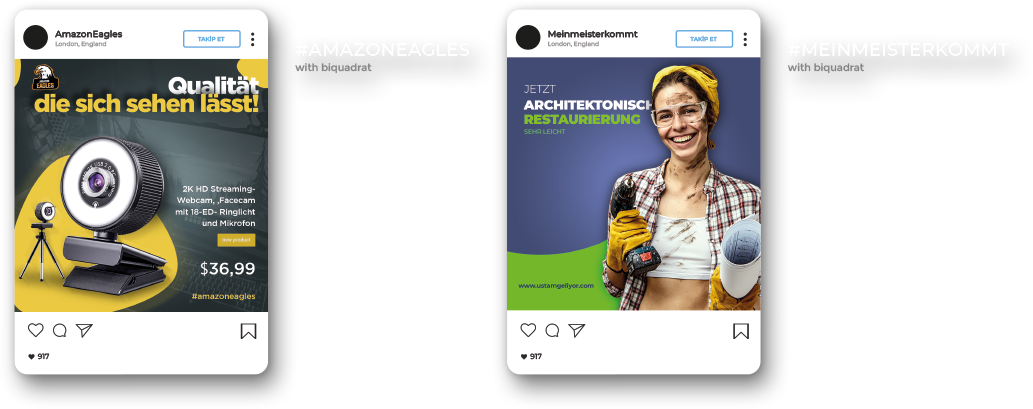 AmazonEagles
London, England
TAKİP ET
#AMAZONEAGLES
with biquadrat
EAGLES
Qualität
die sich sehen lässt!
2K HD Streaming-
Webcam, ,Facecam
mit 18-ED- Ringlicht
und Mikrofon
new product
$36,99
#amazoneagles
917
Meinmeisterkommt
London, England
TAKİP ET
#MEINMEISTERKOMMT
with biquadrat
JETZT
ARCHITEKTONISCH
RESTAURIERUNG
SEHR LEICHT
www.ustamgeliyor.com
917